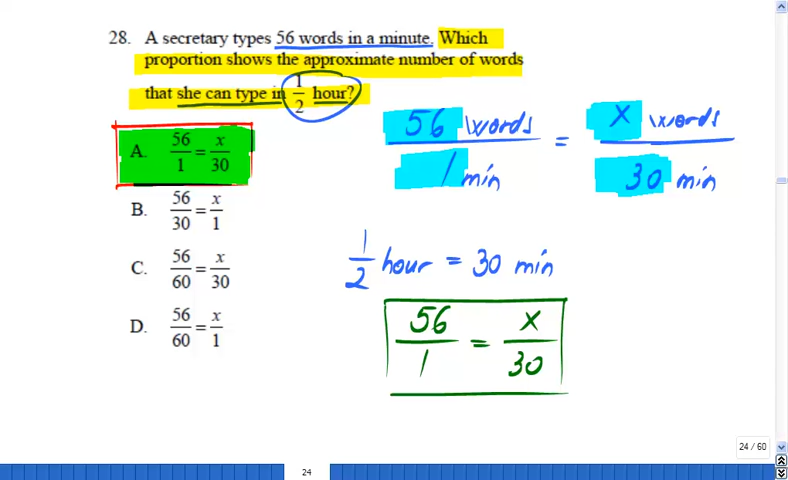 28. A secretary types 56 words in a minute. Which
proportion shows the approximate number of words
that she can type in 1/2 hour?
A. 56/1 = x/30
B. 56/30 = x/1
C. 56/60 = x/30
D. 56/60 = x/1
56 words / 1 min = x words / 30 min
1/2 hour = 30 min
56/1 = x/30
24 / 60
24